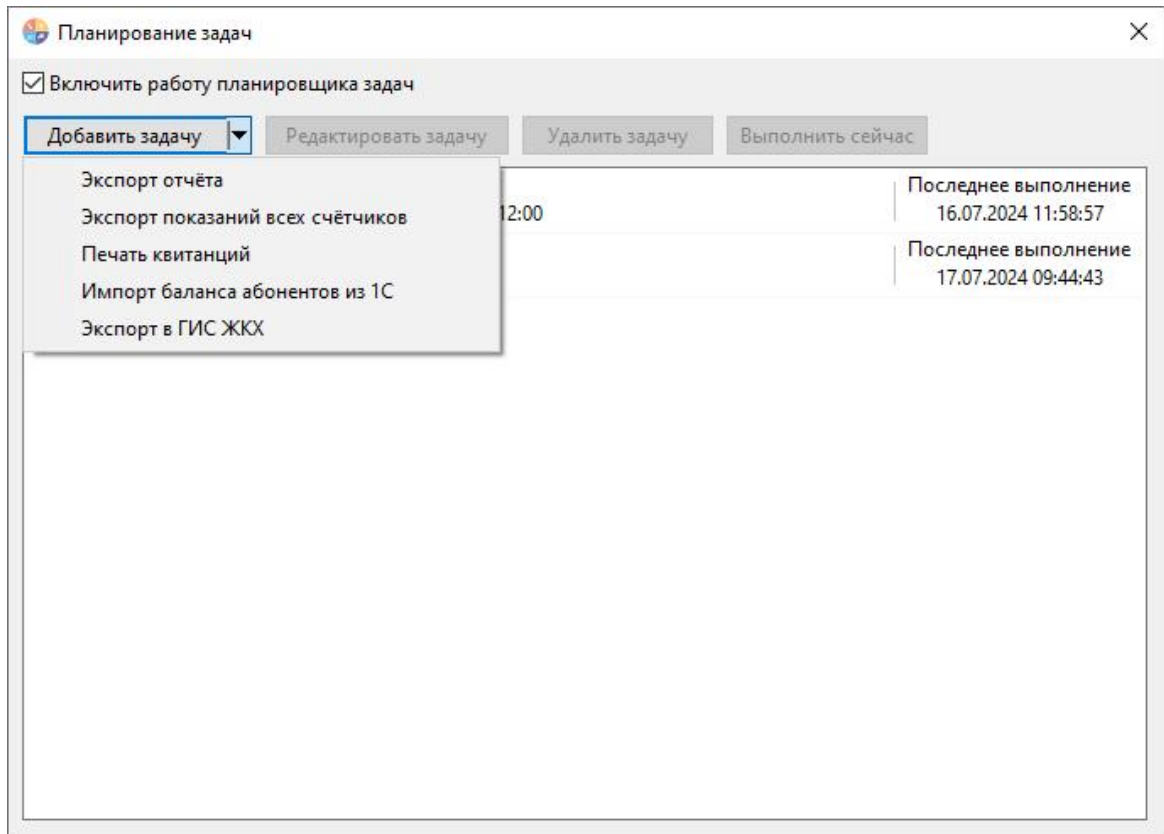 Планирование задач
Включить работу планировщика задач
Добавить задачу
Редактировать задачу
Удалить задачу
Выполнить сейчас
Экспорт отчёта
Экспорт показаний всех счётчиков
Печать квитанций
Импорт баланса абонентов из 1С
Экспорт в ГИС ЖКХ
12:00
Последнее выполнение
16.07.2024 11:58:57
Последнее выполнение
17.07.2024 09:44:43